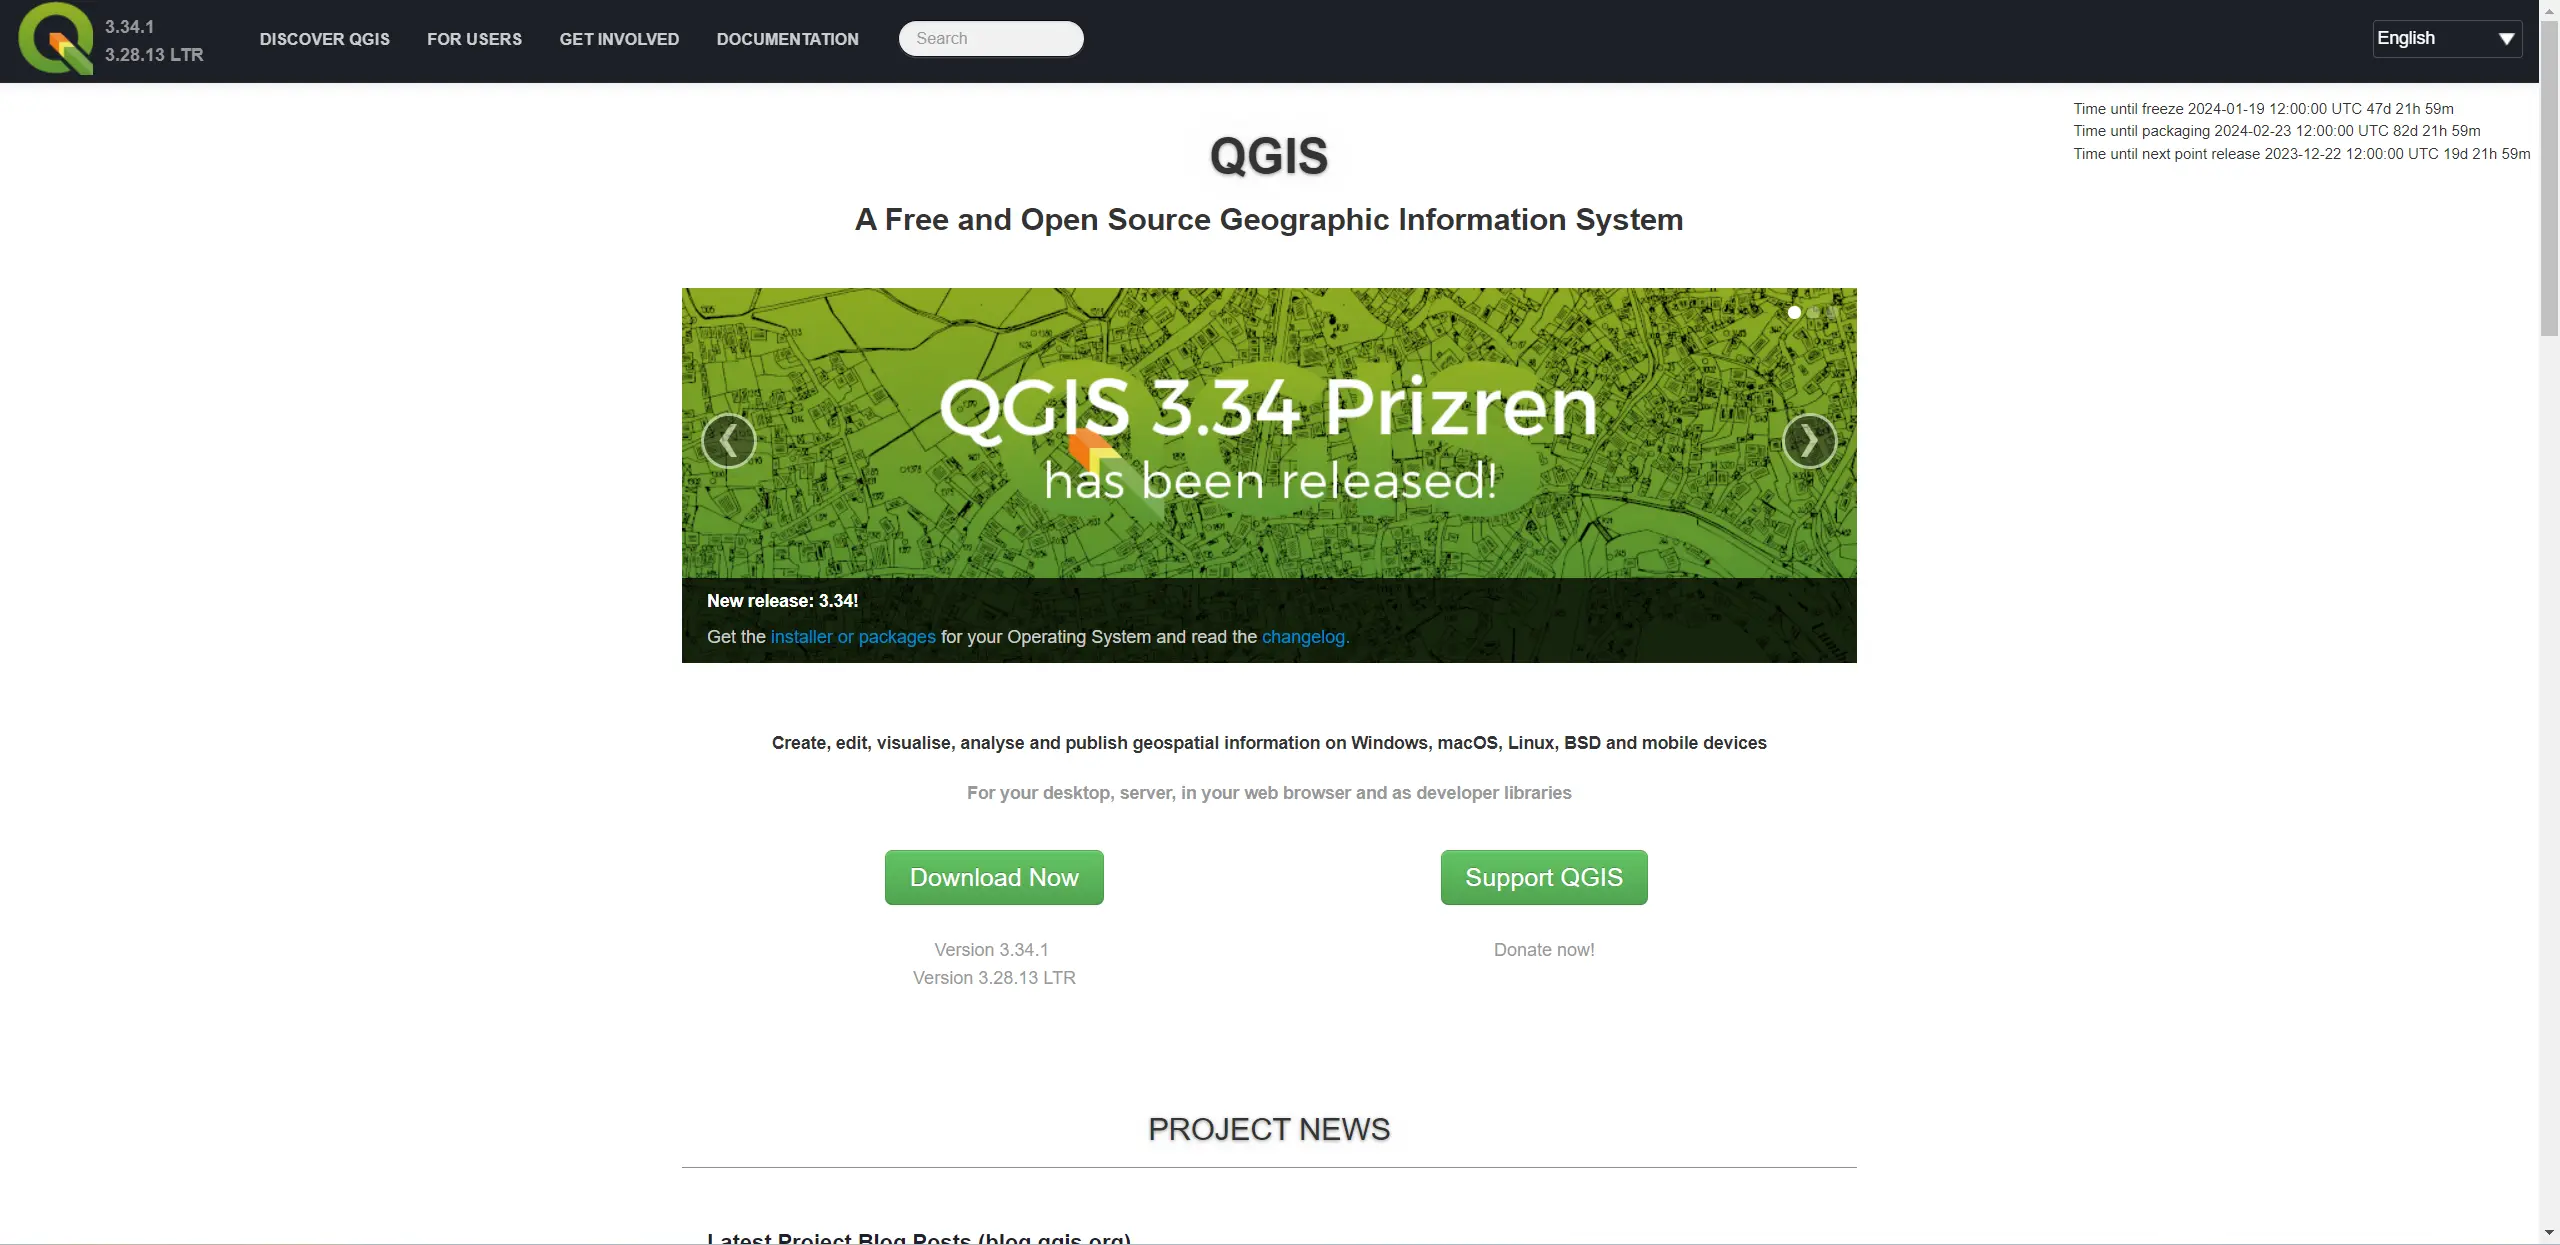 3.34.1
3.28.13 LTR
DISCOVER QGIS
FOR USERS
GET INVOLVED
DOCUMENTATION
Search
English
Time until freeze 2024-01-19 12:00:00 UTC 47d 21h 59m
Time until packaging 2024-02-23 12:00:00 UTC 82d 21h 59m
Time until next point release 2023-12-22 12:00:00 UTC 19d 21h 59m
QGIS
A Free and Open Source Geographic Information System
QGIS 3.34 Prizren
has been released!
New release: 3.34!
Get the installer or packages for your Operating System and read the changelog.
Create, edit, visualise, analyse and publish geospatial information on Windows, macOS, Linux, BSD and mobile devices
For your desktop, server, in your web browser and as developer libraries
Download Now
Support QGIS
Version 3.34.1
Version 3.28.13 LTR
Donate now!
PROJECT NEWS
Latest Project Blog Posts (blog.qgis.org)